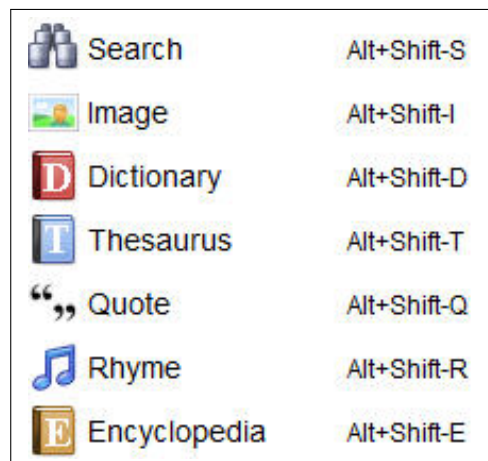 Search Alt+Shift-S
Image Alt+Shift-I
D Dictionary Alt+Shift-D
T Thesaurus Alt+Shift-T
“„ Quote Alt+Shift-Q
Rhyme Alt+Shift-R
E Encyclopedia Alt+Shift-E